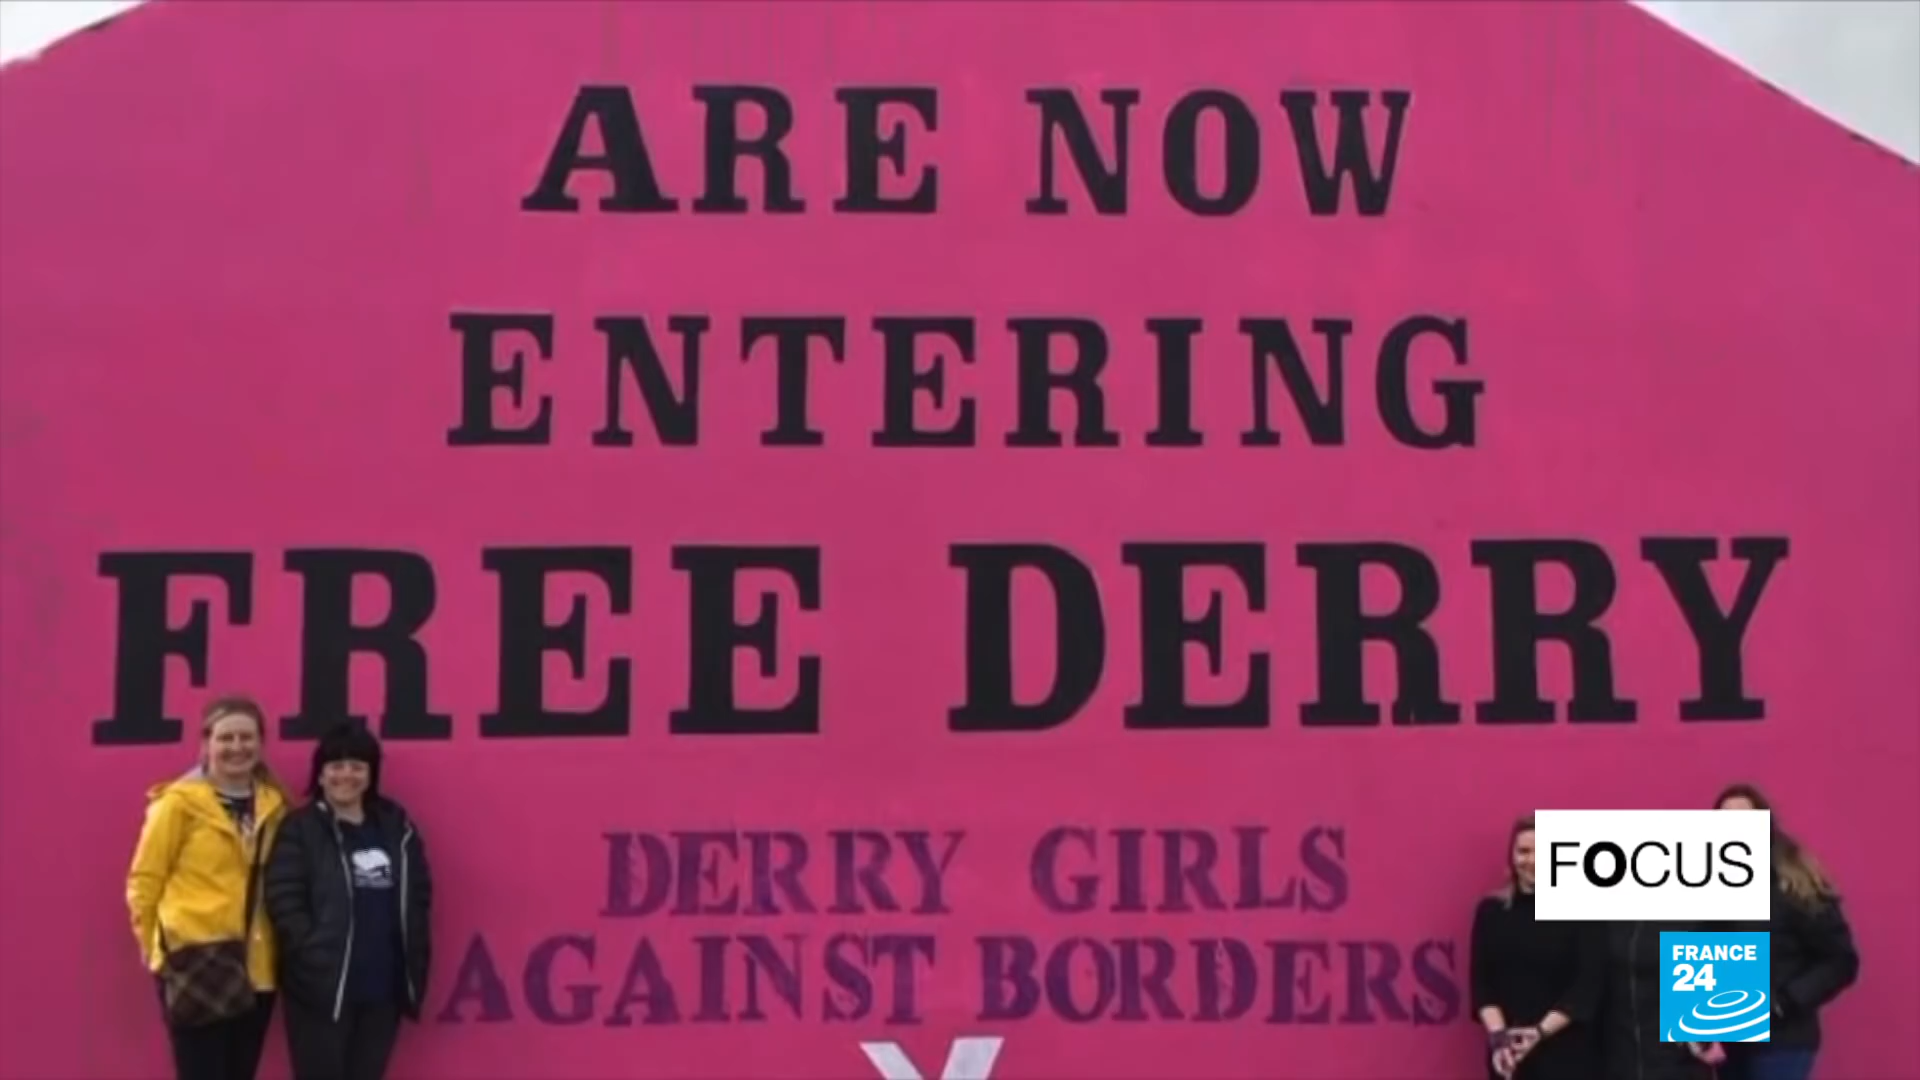 ARE NOW
ENTERING
FREE DERRY
DERRY GIRLS
AGAINST BORDERS
FOCUS
FRANCE
24